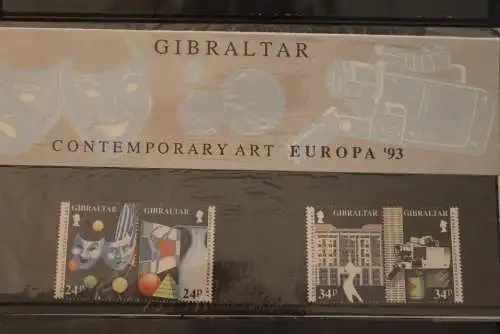 GIBRALTAR
CONTEMPORARY ART EUROPA '93
GIBRALTAR GIBRALTAR
24P 24P
GIBRALTAR GIBRALTAR
34P 34P